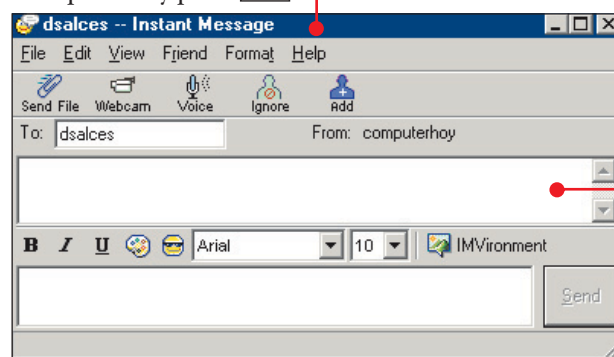 dsalces -- Instant Message
File Edit View Friend Format Help
Send File Webcam Voice Ignore Add
To: dsalces From: computerhoy
B I U Arial 10 IMVironment
Send